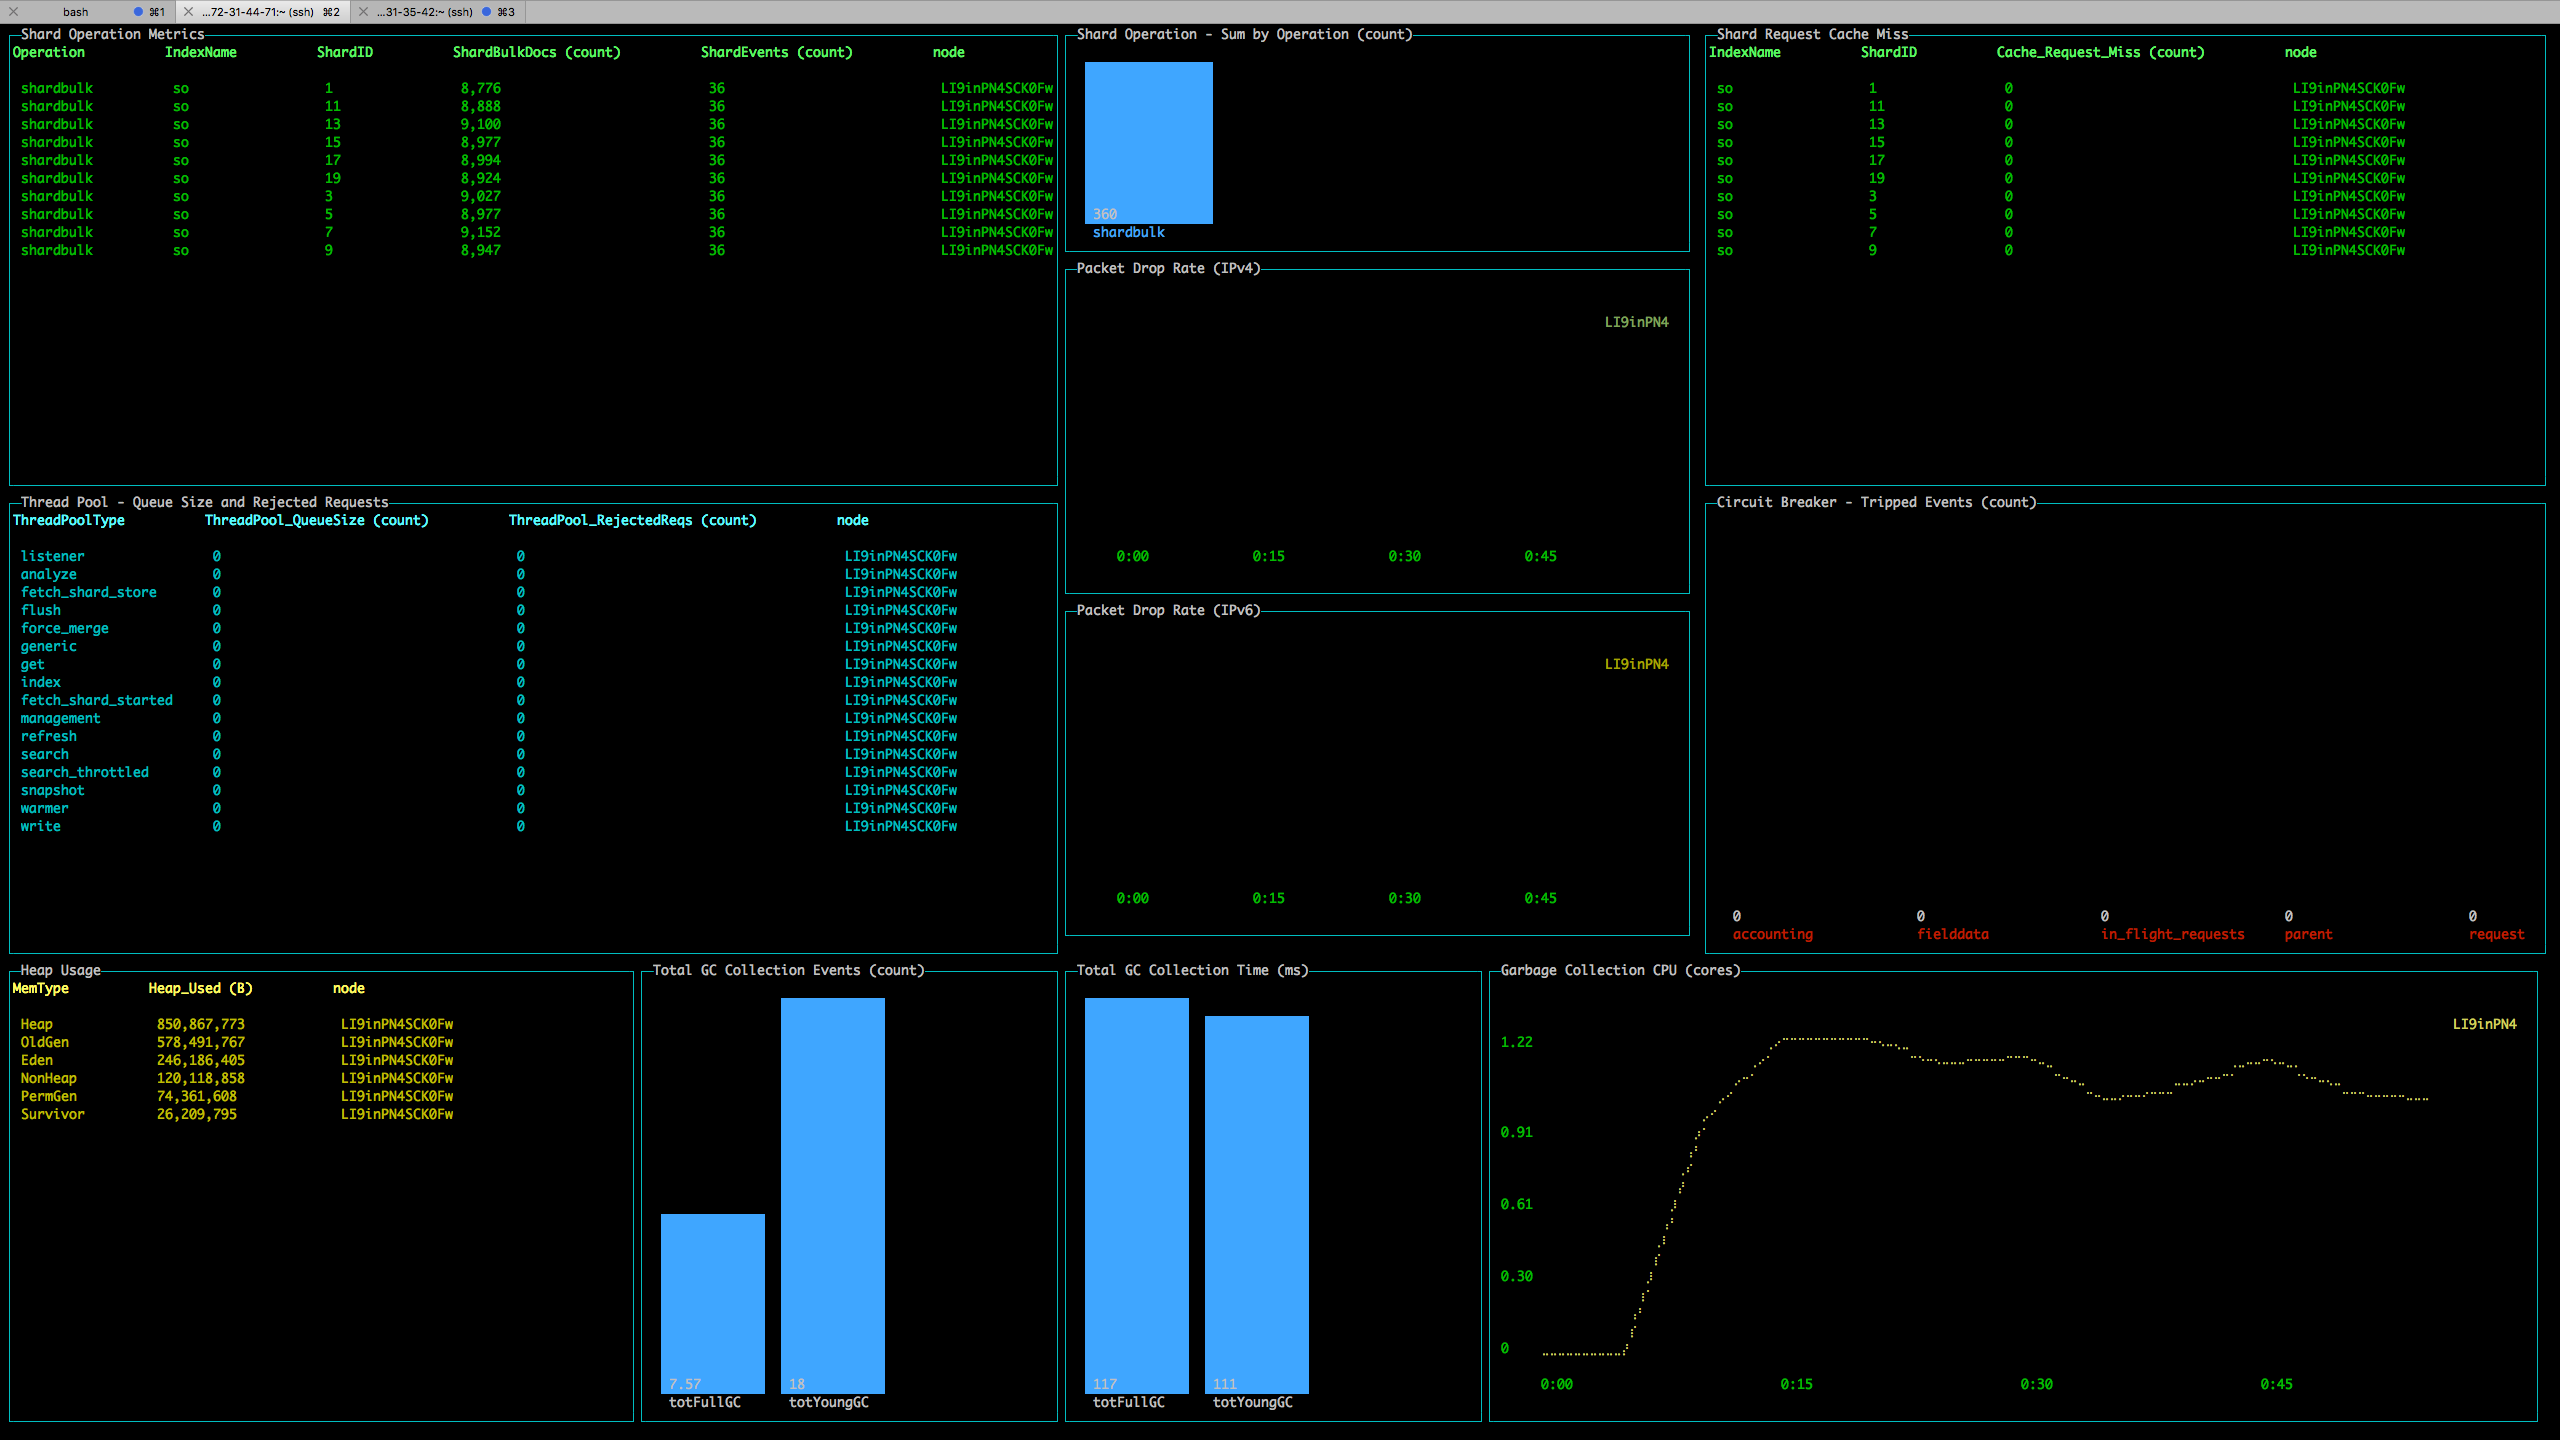 bash ⌘1 ...72-31-44-71:~ (ssh) ⌘2 ...31-35-42:~ (ssh) ⌘3
Shard Operation Metrics
Operation IndexName ShardID ShardBulkDocs (count) ShardEvents (count) node
shardbulk so 1 8,776 36 LI9inPN4SCK0Fw
shardbulk so 11 8,888 36 LI9inPN4SCK0Fw
shardbulk so 13 9,100 36 LI9inPN4SCK0Fw
shardbulk so 15 8,977 36 LI9inPN4SCK0Fw
shardbulk so 17 8,994 36 LI9inPN4SCK0Fw
shardbulk so 19 8,924 36 LI9inPN4SCK0Fw
shardbulk so 3 9,027 36 LI9inPN4SCK0Fw
shardbulk so 5 8,977 36 LI9inPN4SCK0Fw
shardbulk so 7 9,152 36 LI9inPN4SCK0Fw
shardbulk so 9 8,947 36 LI9inPN4SCK0Fw
Shard Operation - Sum by Operation (count)
360
shardbulk
Packet Drop Rate (IPv4)
LI9inPN4
0:00 0:15 0:30 0:45
Packet Drop Rate (IPv6)
LI9inPN4
0:00 0:15 0:30 0:45
Shard Request Cache Miss
IndexName ShardID Cache_Request_Miss (count) node
so 1 0 LI9inPN4SCK0Fw
so 11 0 LI9inPN4SCK0Fw
so 13 0 LI9inPN4SCK0Fw
so 15 0 LI9inPN4SCK0Fw
so 17 0 LI9inPN4SCK0Fw
so 19 0 LI9inPN4SCK0Fw
so 3 0 LI9inPN4SCK0Fw
so 5 0 LI9inPN4SCK0Fw
so 7 0 LI9inPN4SCK0Fw
so 9 0 LI9inPN4SCK0Fw
Thread Pool - Queue Size and Rejected Requests
ThreadPoolType ThreadPool_QueueSize (count) ThreadPool_RejectedReqs (count) node
listener 0 0 LI9inPN4SCK0Fw
analyze 0 0 LI9inPN4SCK0Fw
fetch_shard_store 0 0 LI9inPN4SCK0Fw
flush 0 0 LI9inPN4SCK0Fw
force_merge 0 0 LI9inPN4SCK0Fw
generic 0 0 LI9inPN4SCK0Fw
get 0 0 LI9inPN4SCK0Fw
index 0 0 LI9inPN4SCK0Fw
fetch_shard_started 0 0 LI9inPN4SCK0Fw
management 0 0 LI9inPN4SCK0Fw
refresh 0 0 LI9inPN4SCK0Fw
search 0 0 LI9inPN4SCK0Fw
search_throttled 0 0 LI9inPN4SCK0Fw
snapshot 0 0 LI9inPN4SCK0Fw
warmer 0 0 LI9inPN4SCK0Fw
write 0 0 LI9inPN4SCK0Fw
Circuit Breaker - Tripped Events (count)
0 0 0 0 0
accounting fielddata in_flight_requests parent request
Heap Usage
MemType Heap_Used (B) node
Heap 850,867,773 LI9inPN4SCK0Fw
OldGen 578,491,767 LI9inPN4SCK0Fw
Eden 246,186,405 LI9inPN4SCK0Fw
NonHeap 120,118,858 LI9inPN4SCK0Fw
PermGen 74,361,608 LI9inPN4SCK0Fw
Survivor 26,209,795 LI9inPN4SCK0Fw
Total GC Collection Events (count)
7.57 18
totFullGC totYoungGC
Total GC Collection Time (ms)
117 111
totFullGC totYoungGC
Garbage Collection CPU (cores)
LI9inPN4
1.22
0.91
0.61
0.30
0
0:00 0:15 0:30 0:45